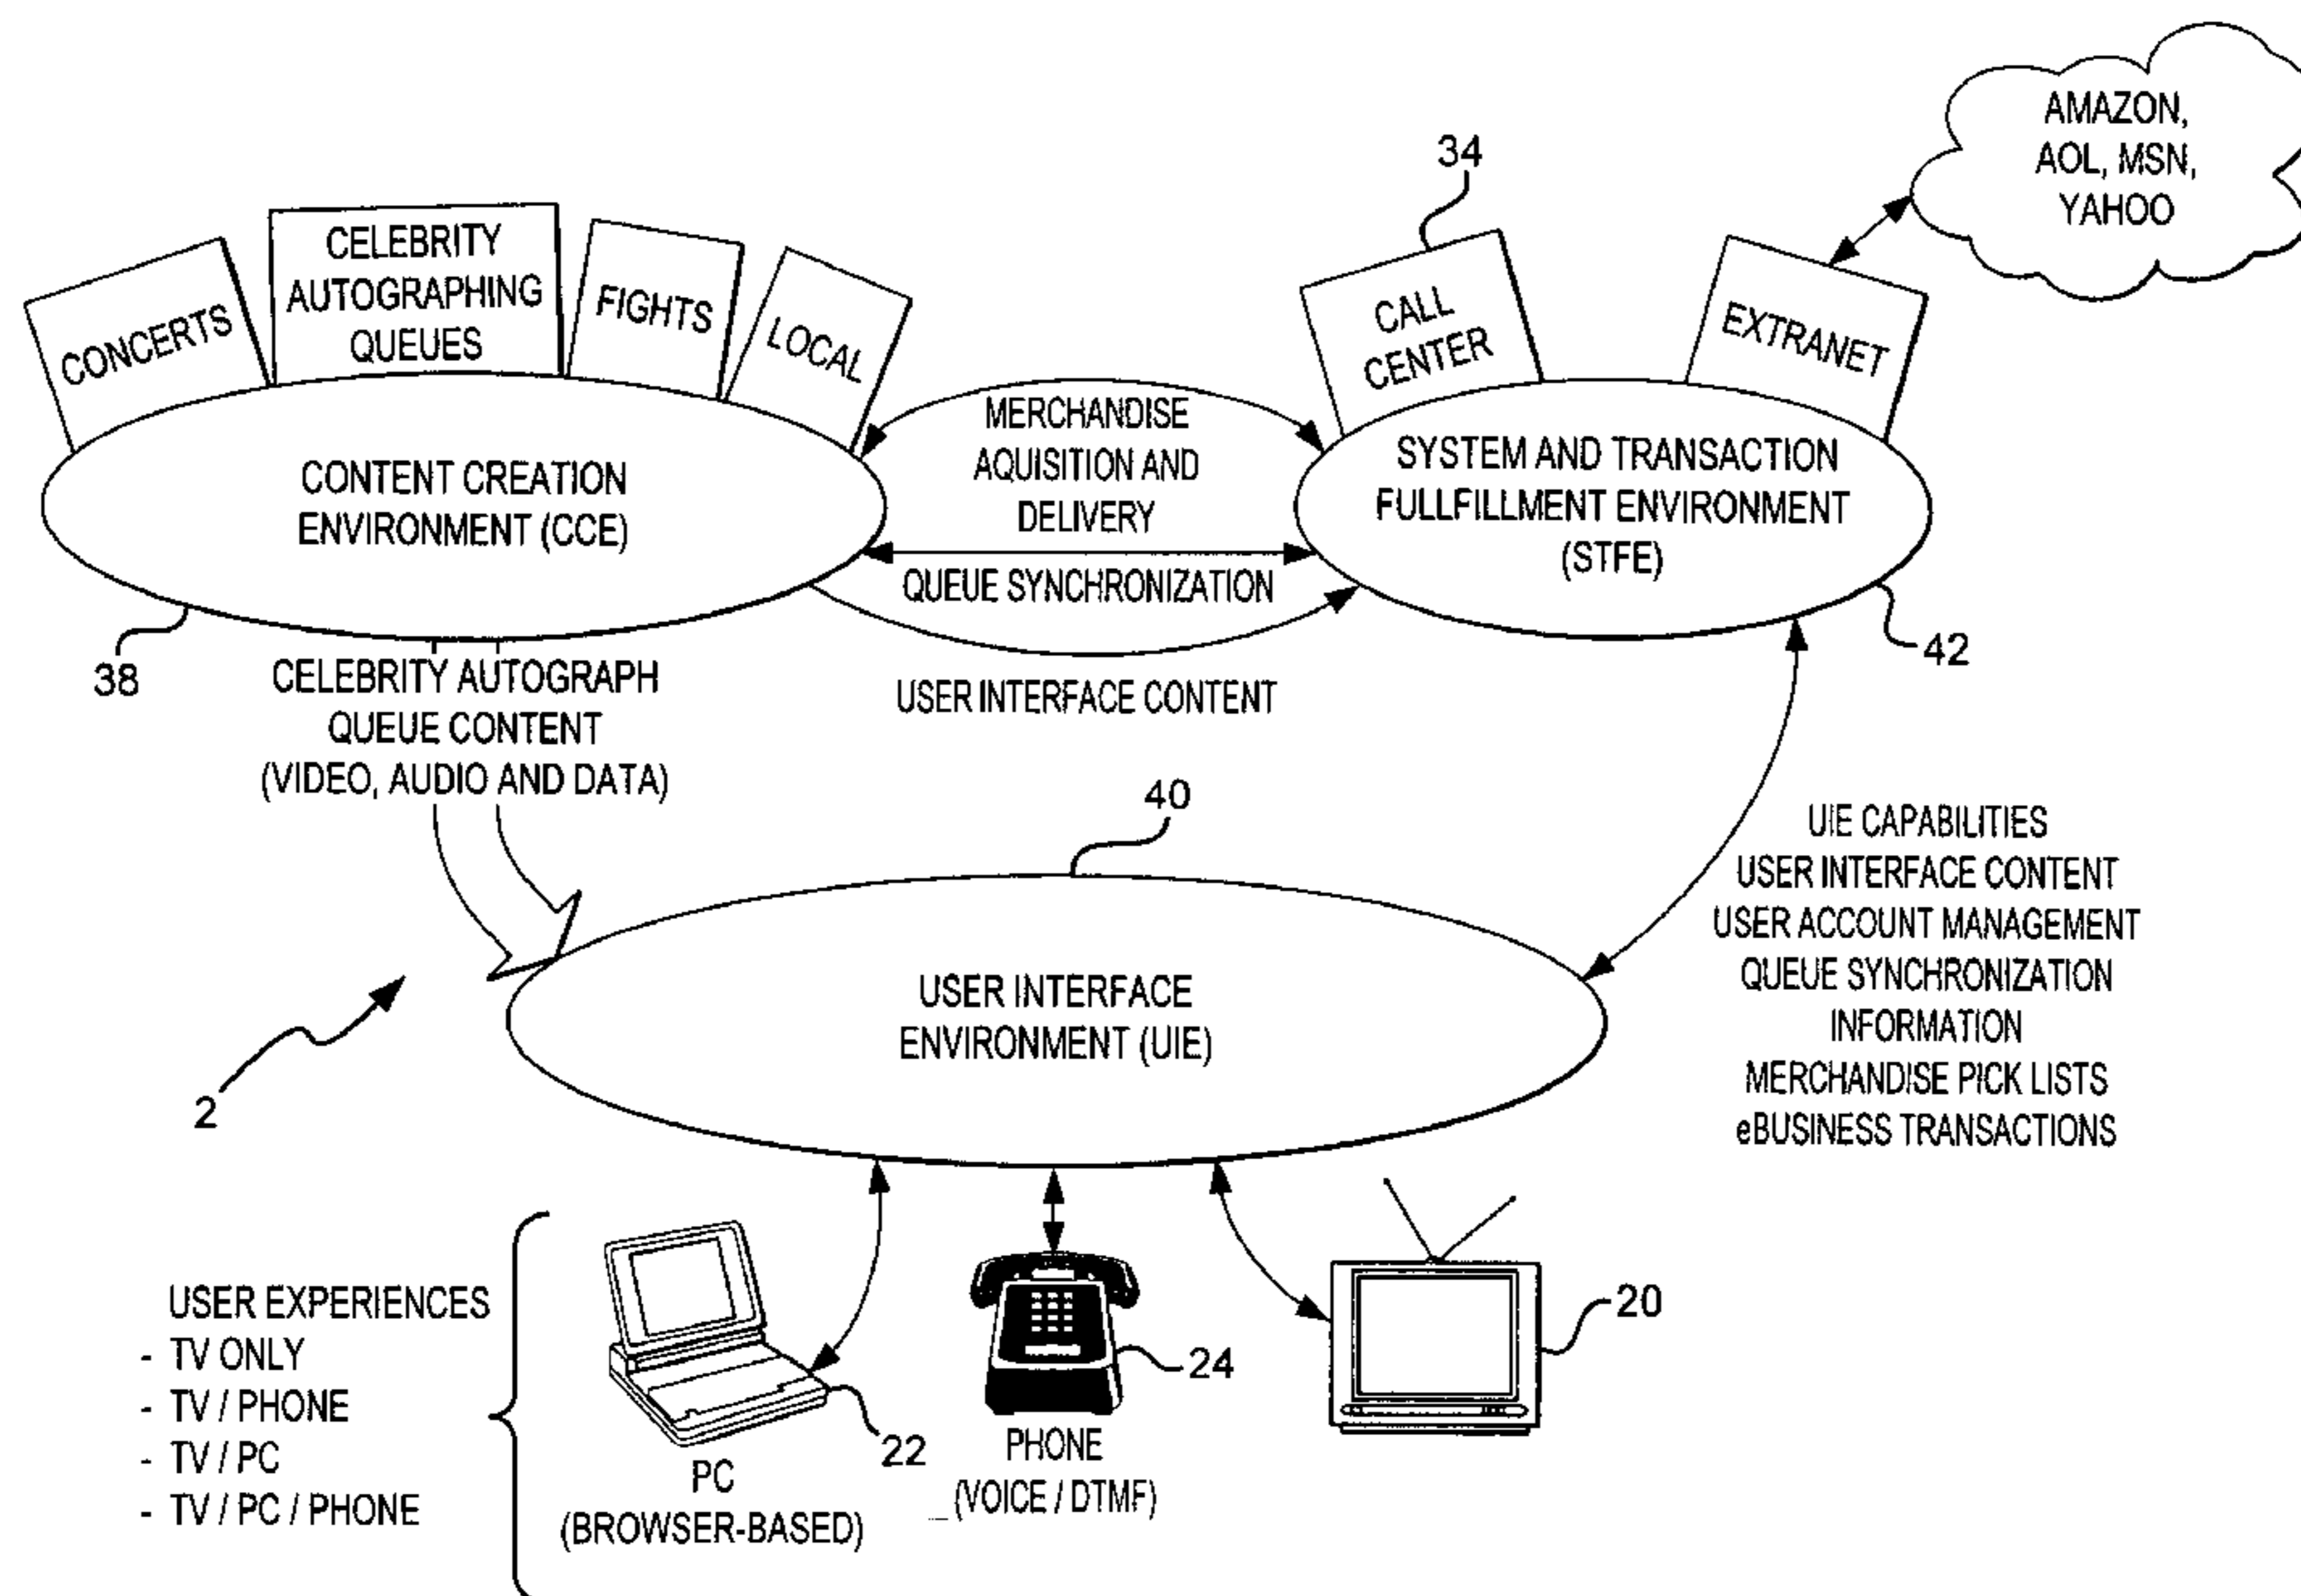 AMAZON,
AOL, MSN,
YAHOO
34
CONCERTS
CELEBRITY
AUTOGRAPHING
QUEUES
FIGHTS
LOCAL
CALL
CENTER
EXTRANET
CONTENT CREATION
ENVIRONMENT (CCE)
MERCHANDISE
AQUISITION AND
DELIVERY
SYSTEM AND TRANSACTION
FULLFILLMENT ENVIRONMENT
(STFE)
QUEUE SYNCHRONIZATION
38
42
CELEBRITY AUTOGRAPH
QUEUE CONTENT
(VIDEO, AUDIO AND DATA)
USER INTERFACE CONTENT
40
UIE CAPABILITIES
USER INTERFACE CONTENT
USER ACCOUNT MANAGEMENT
QUEUE SYNCHRONIZATION
INFORMATION
MERCHANDISE PICK LISTS
eBUSINESS TRANSACTIONS
USER INTERFACE
ENVIRONMENT (UIE)
2
USER EXPERIENCES
- TV ONLY
- TV / PHONE
- TV / PC
- TV / PC / PHONE
22
PC
(BROWSER-BASED)
24
PHONE
(VOICE / DTMF)
20